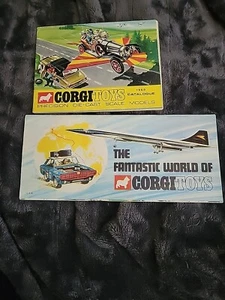 CORGI TOYS
PRECISION DIE-CAST SCALE MODELS
THE
FANTASTIC WORLD OF
CORGI TOYS